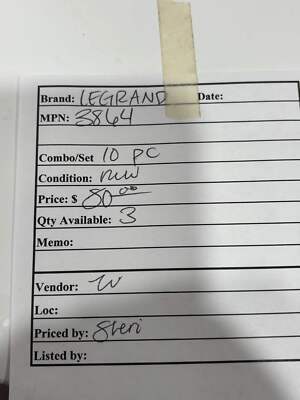 Brand: LEGRAND Date:
MPN: 3864
Combo/Set 10 PC
Condition: new
Price: $ 80.00
Qty Available: 3
Memo:
Vendor: W
Loc:
Priced by: Sheri
Listed by: